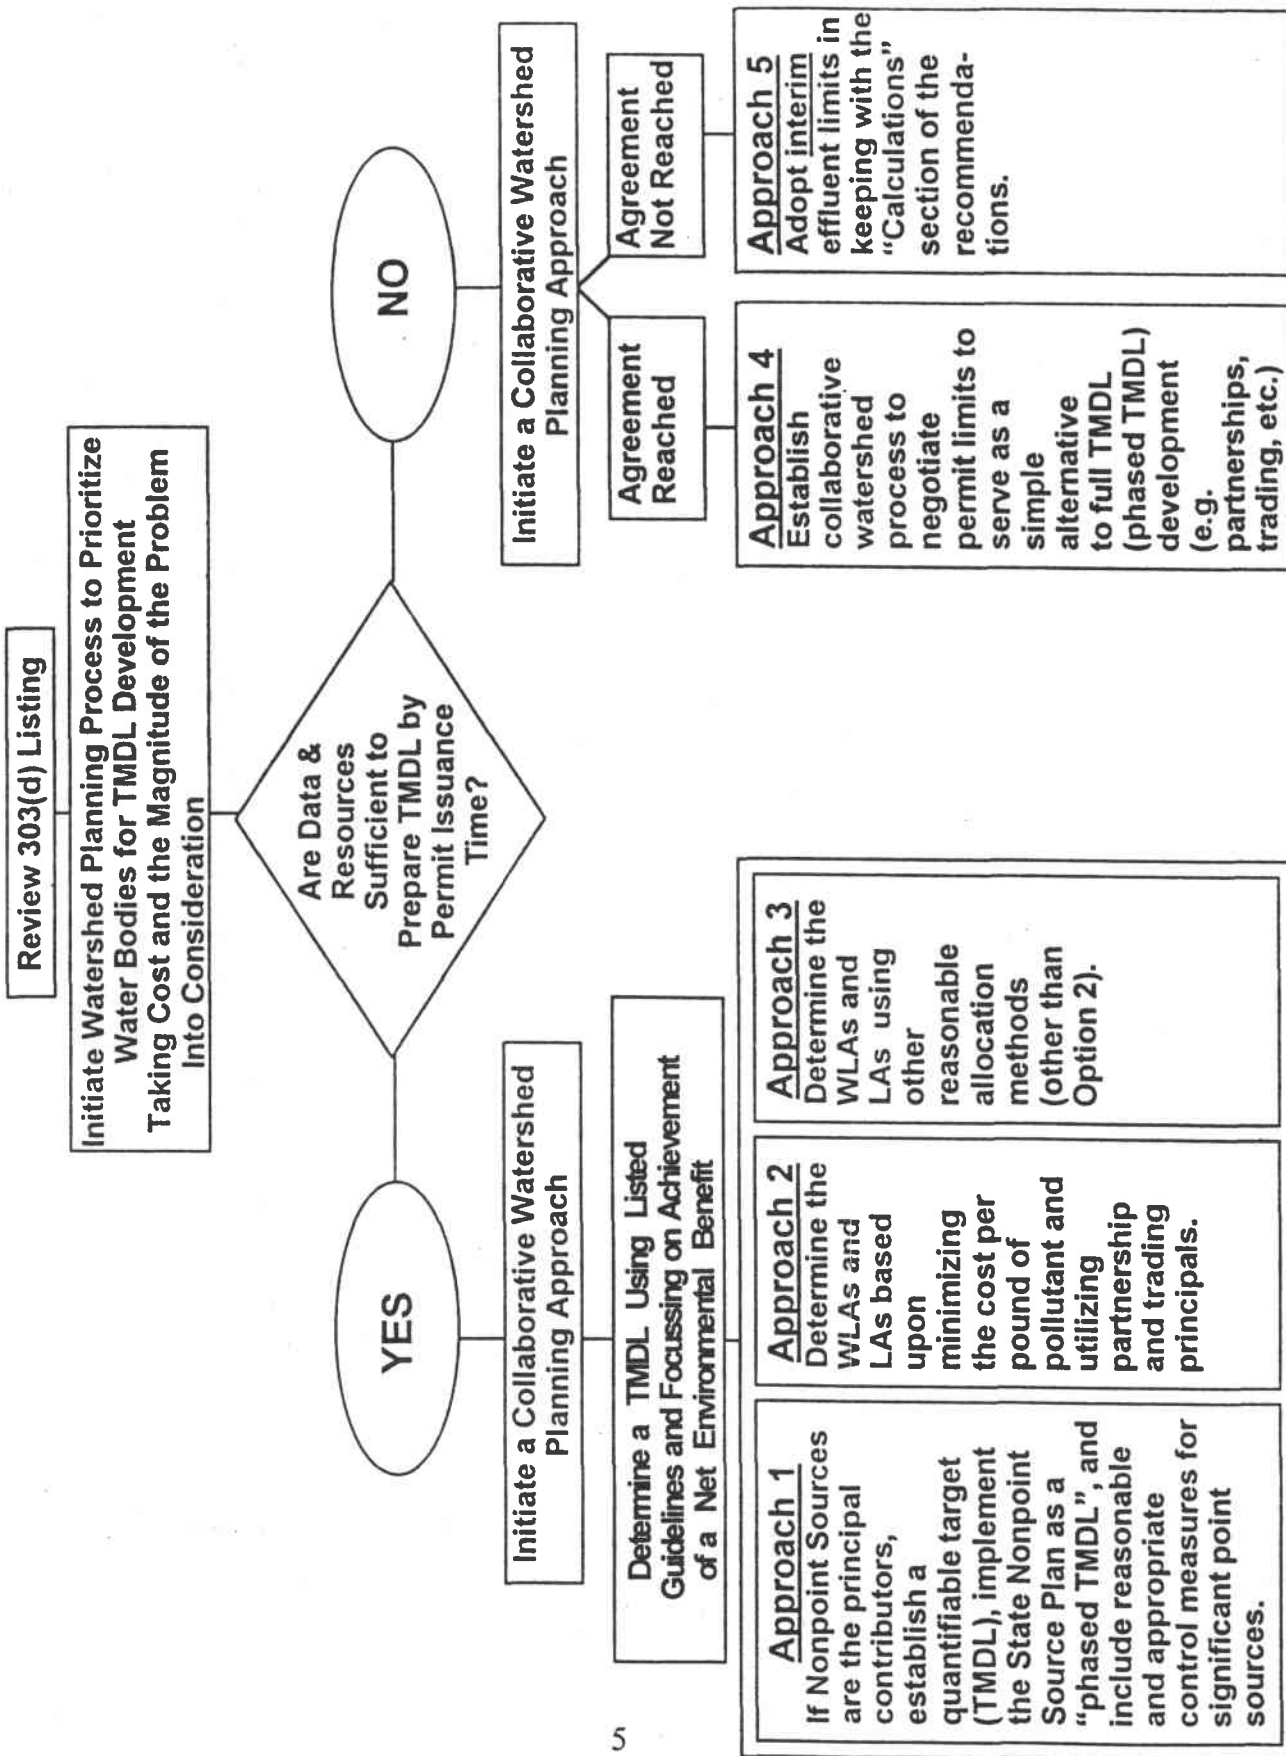 Review 303(d) Listing
Initiate Watershed Planning Process to Prioritize
Water Bodies for TMDL Development
Taking Cost and the Magnitude of the Problem
Into Consideration
Are Data &
Resources
Sufficient to
Prepare TMDL by
Permit Issuance
Time?
YES
NO
Initiate a Collaborative Watershed
Planning Approach
Determine a TMDL Using Listed
Guidelines and Focussing on Achievement
of a Net Environmental Benefit
Approach 1
If Nonpoint Sources
are the principal
contributors,
establish a
quantifiable target
(TMDL), implement
the State Nonpoint
Source Plan as a
“phased TMDL”, and
include reasonable
and appropriate
control measures for
significant point
sources.
Approach 2
Determine the
WLAs and
LAs based
upon
minimizing
the cost per
pound of
pollutant and
utilizing
partnership
and trading
principals.
Approach 3
Determine the
WLAs and
LAs using
other
reasonable
allocation
methods
(other than
Option 2).
Initiate a Collaborative Watershed
Planning Approach
Agreement
Reached
Agreement
Not Reached
Approach 4
Establish
collaborative
watershed
process to
negotiate
permit limits to
serve as a
simple
alternative
to full TMDL
(phased TMDL)
development
(e.g.
partnerships,
trading, etc.)
Approach 5
Adopt interim
effluent limits in
keeping with the
“Calculations”
section of the
recommenda-
tions.
5